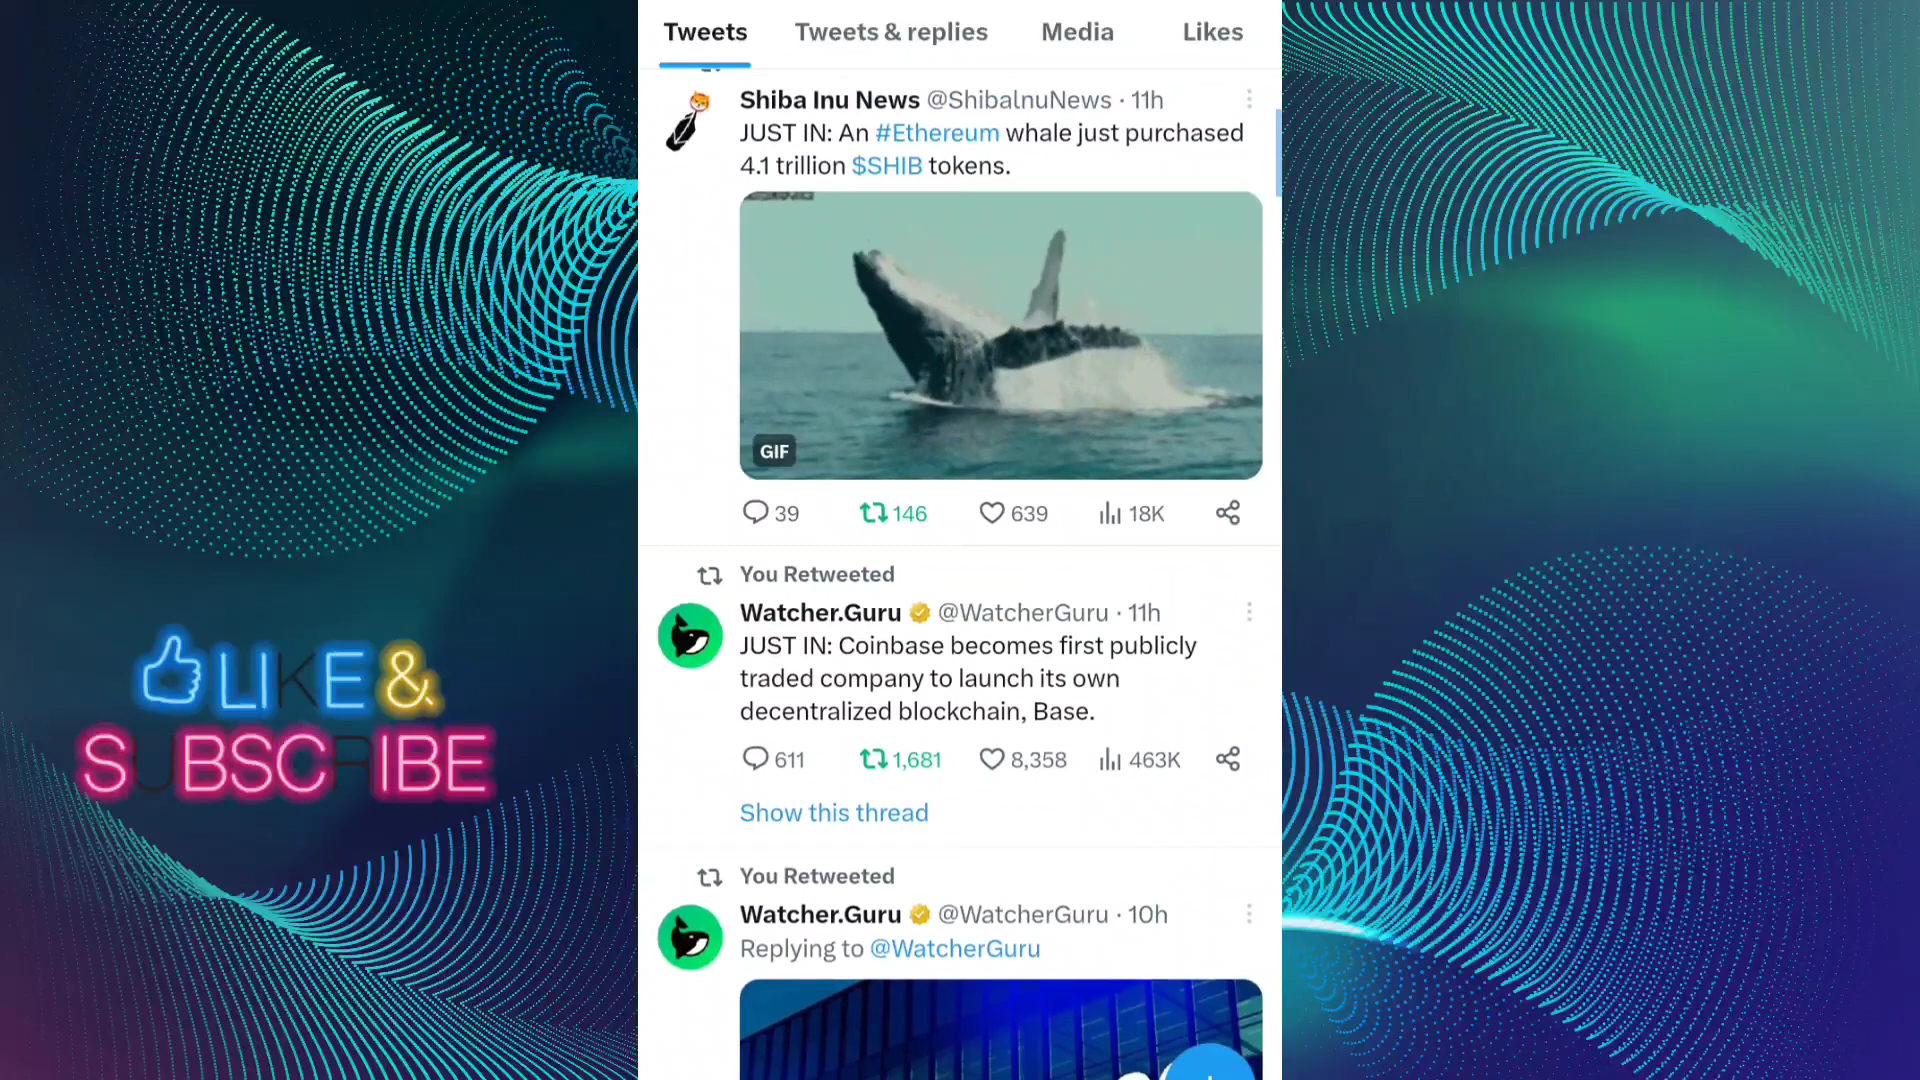 Tweets Tweets & replies Media Likes
Shiba Inu News @ShibaInuNews · 11h
JUST IN: An #Ethereum whale just purchased
4.1 trillion $SHIB tokens.
GIF
39 146 639 18K
You Retweeted
Watcher.Guru @WatcherGuru · 11h
JUST IN: Coinbase becomes first publicly
traded company to launch its own
decentralized blockchain, Base.
611 1,681 8,358 463K
Show this thread
You Retweeted
Watcher.Guru @WatcherGuru · 10h
Replying to @WatcherGuru
LIKE &
SUBSCRIBE